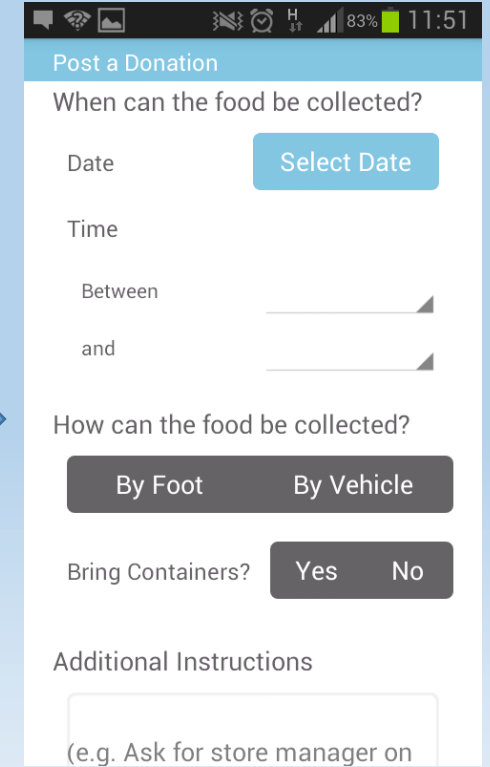 H 83% 11:51
Post a Donation
When can the food be collected?
Date Select Date
Time
Between
and
How can the food be collected?
By Foot By Vehicle
Bring Containers? Yes No
Additional Instructions
(e.g. Ask for store manager on